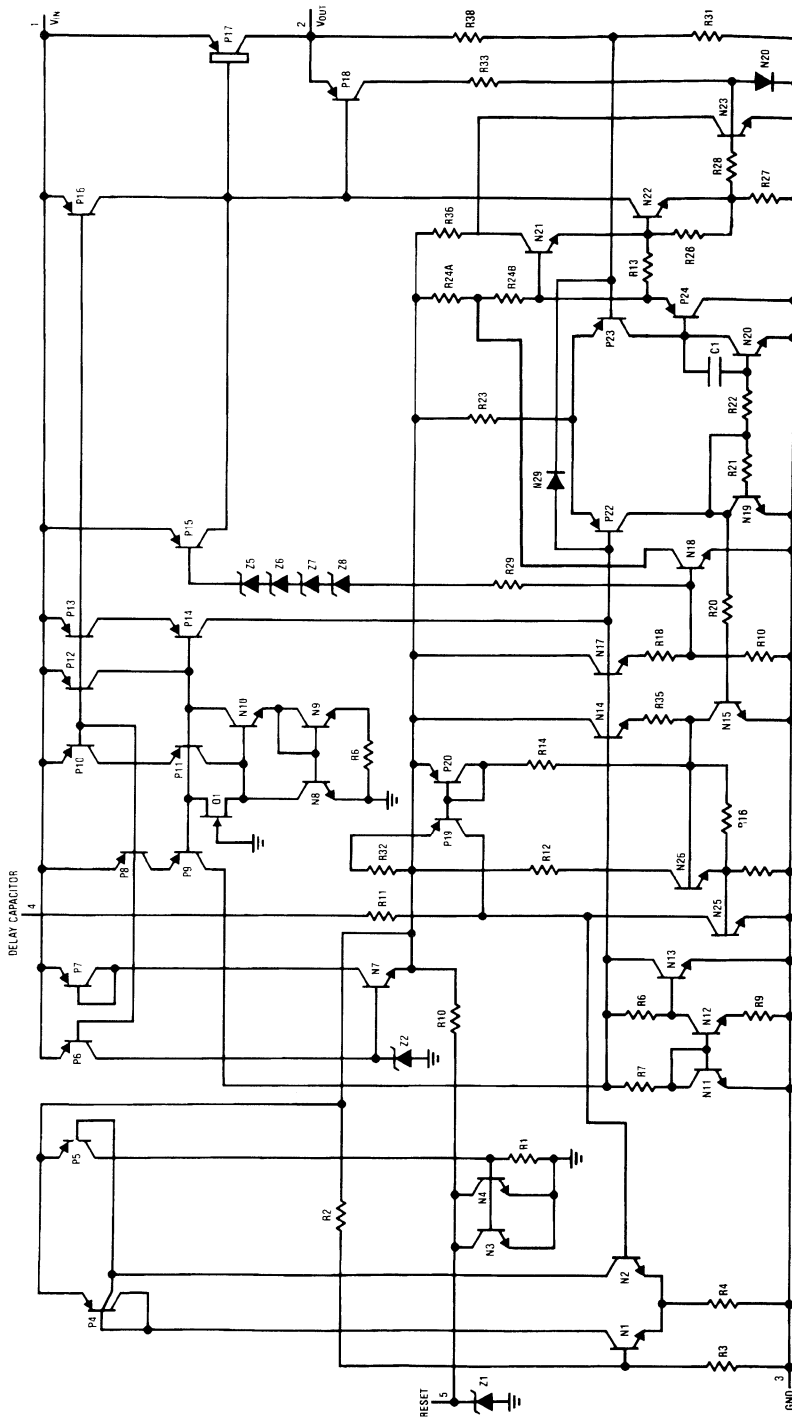 DELAY CAPACITOR
4
1
VIN
P4
P5
P6
P7
P8
P9
P10
P11
P12
P13
P14
P15
P16
P17
2
VOUT
Q1
N10
N8
N9
R6
Z5
Z6
Z7
Z8
P18
R2
N7
Z2
R10
R11
R32
P19
P20
R29
R23
R24A
R24B
R36
R33
R38
N3
N4
R1
RESET
5
Z1
R12
R14
N14
N17
R35
R18
N29
P22
P23
N21
R13
R26
N22
R28
N23
N20
R31
R7
R6
N13
N11
N12
R9
N25
N26
R16
N15
R20
R10
N18
N19
R21
R22
C1
N20
P24
R27
N1
N2
R3
R4
3
GND